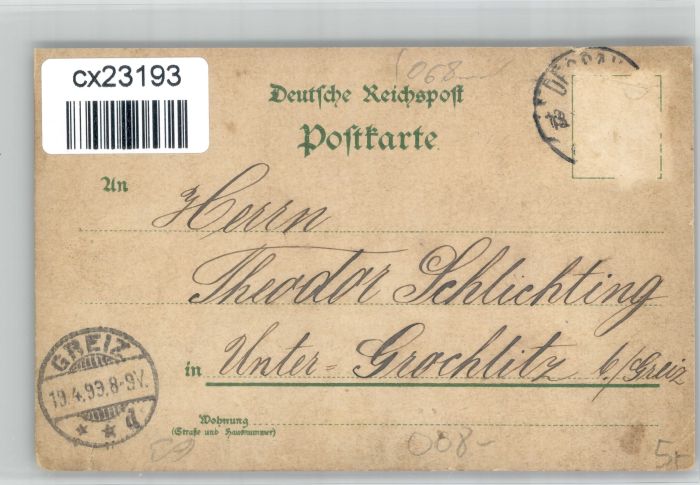 cx23193
Deutsche Reichspost
Postkarte
An
Herrn
Theodor Schlichting
in Unter-Grochlitz b/Greiz
Wohnung
(Straße und Hausnummer)
GREIZ
19.4.99.8-9V.
008-